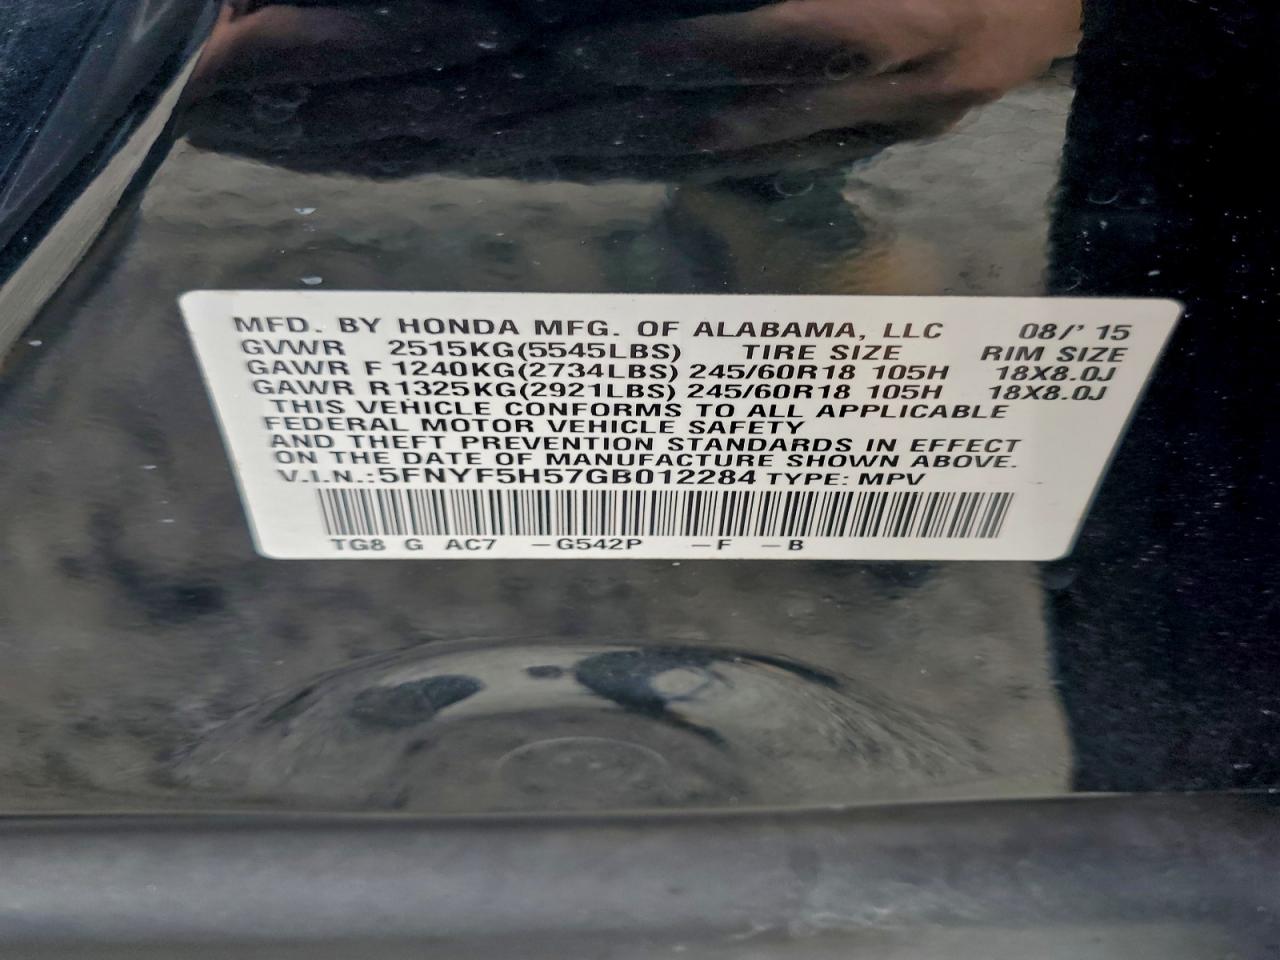 MFD. BY HONDA MFG. OF ALABAMA, LLC 08/' 15
GVWR 2515KG(5545LBS) TIRE SIZE RIM SIZE
GAWR F 1240KG(2734LBS) 245/60R18 105H 18X8.0J
GAWR R 1325KG(2921LBS) 245/60R18 105H 18X8.0J
THIS VEHICLE CONFORMS TO ALL APPLICABLE
FEDERAL MOTOR VEHICLE SAFETY
AND THEFT PREVENTION STANDARDS IN EFFECT
ON THE DATE OF MANUFACTURE SHOWN ABOVE.
V.I.N.:5FNYF5H57GB012284 TYPE: MPV
TG8 G AC7 -G542P -F -B